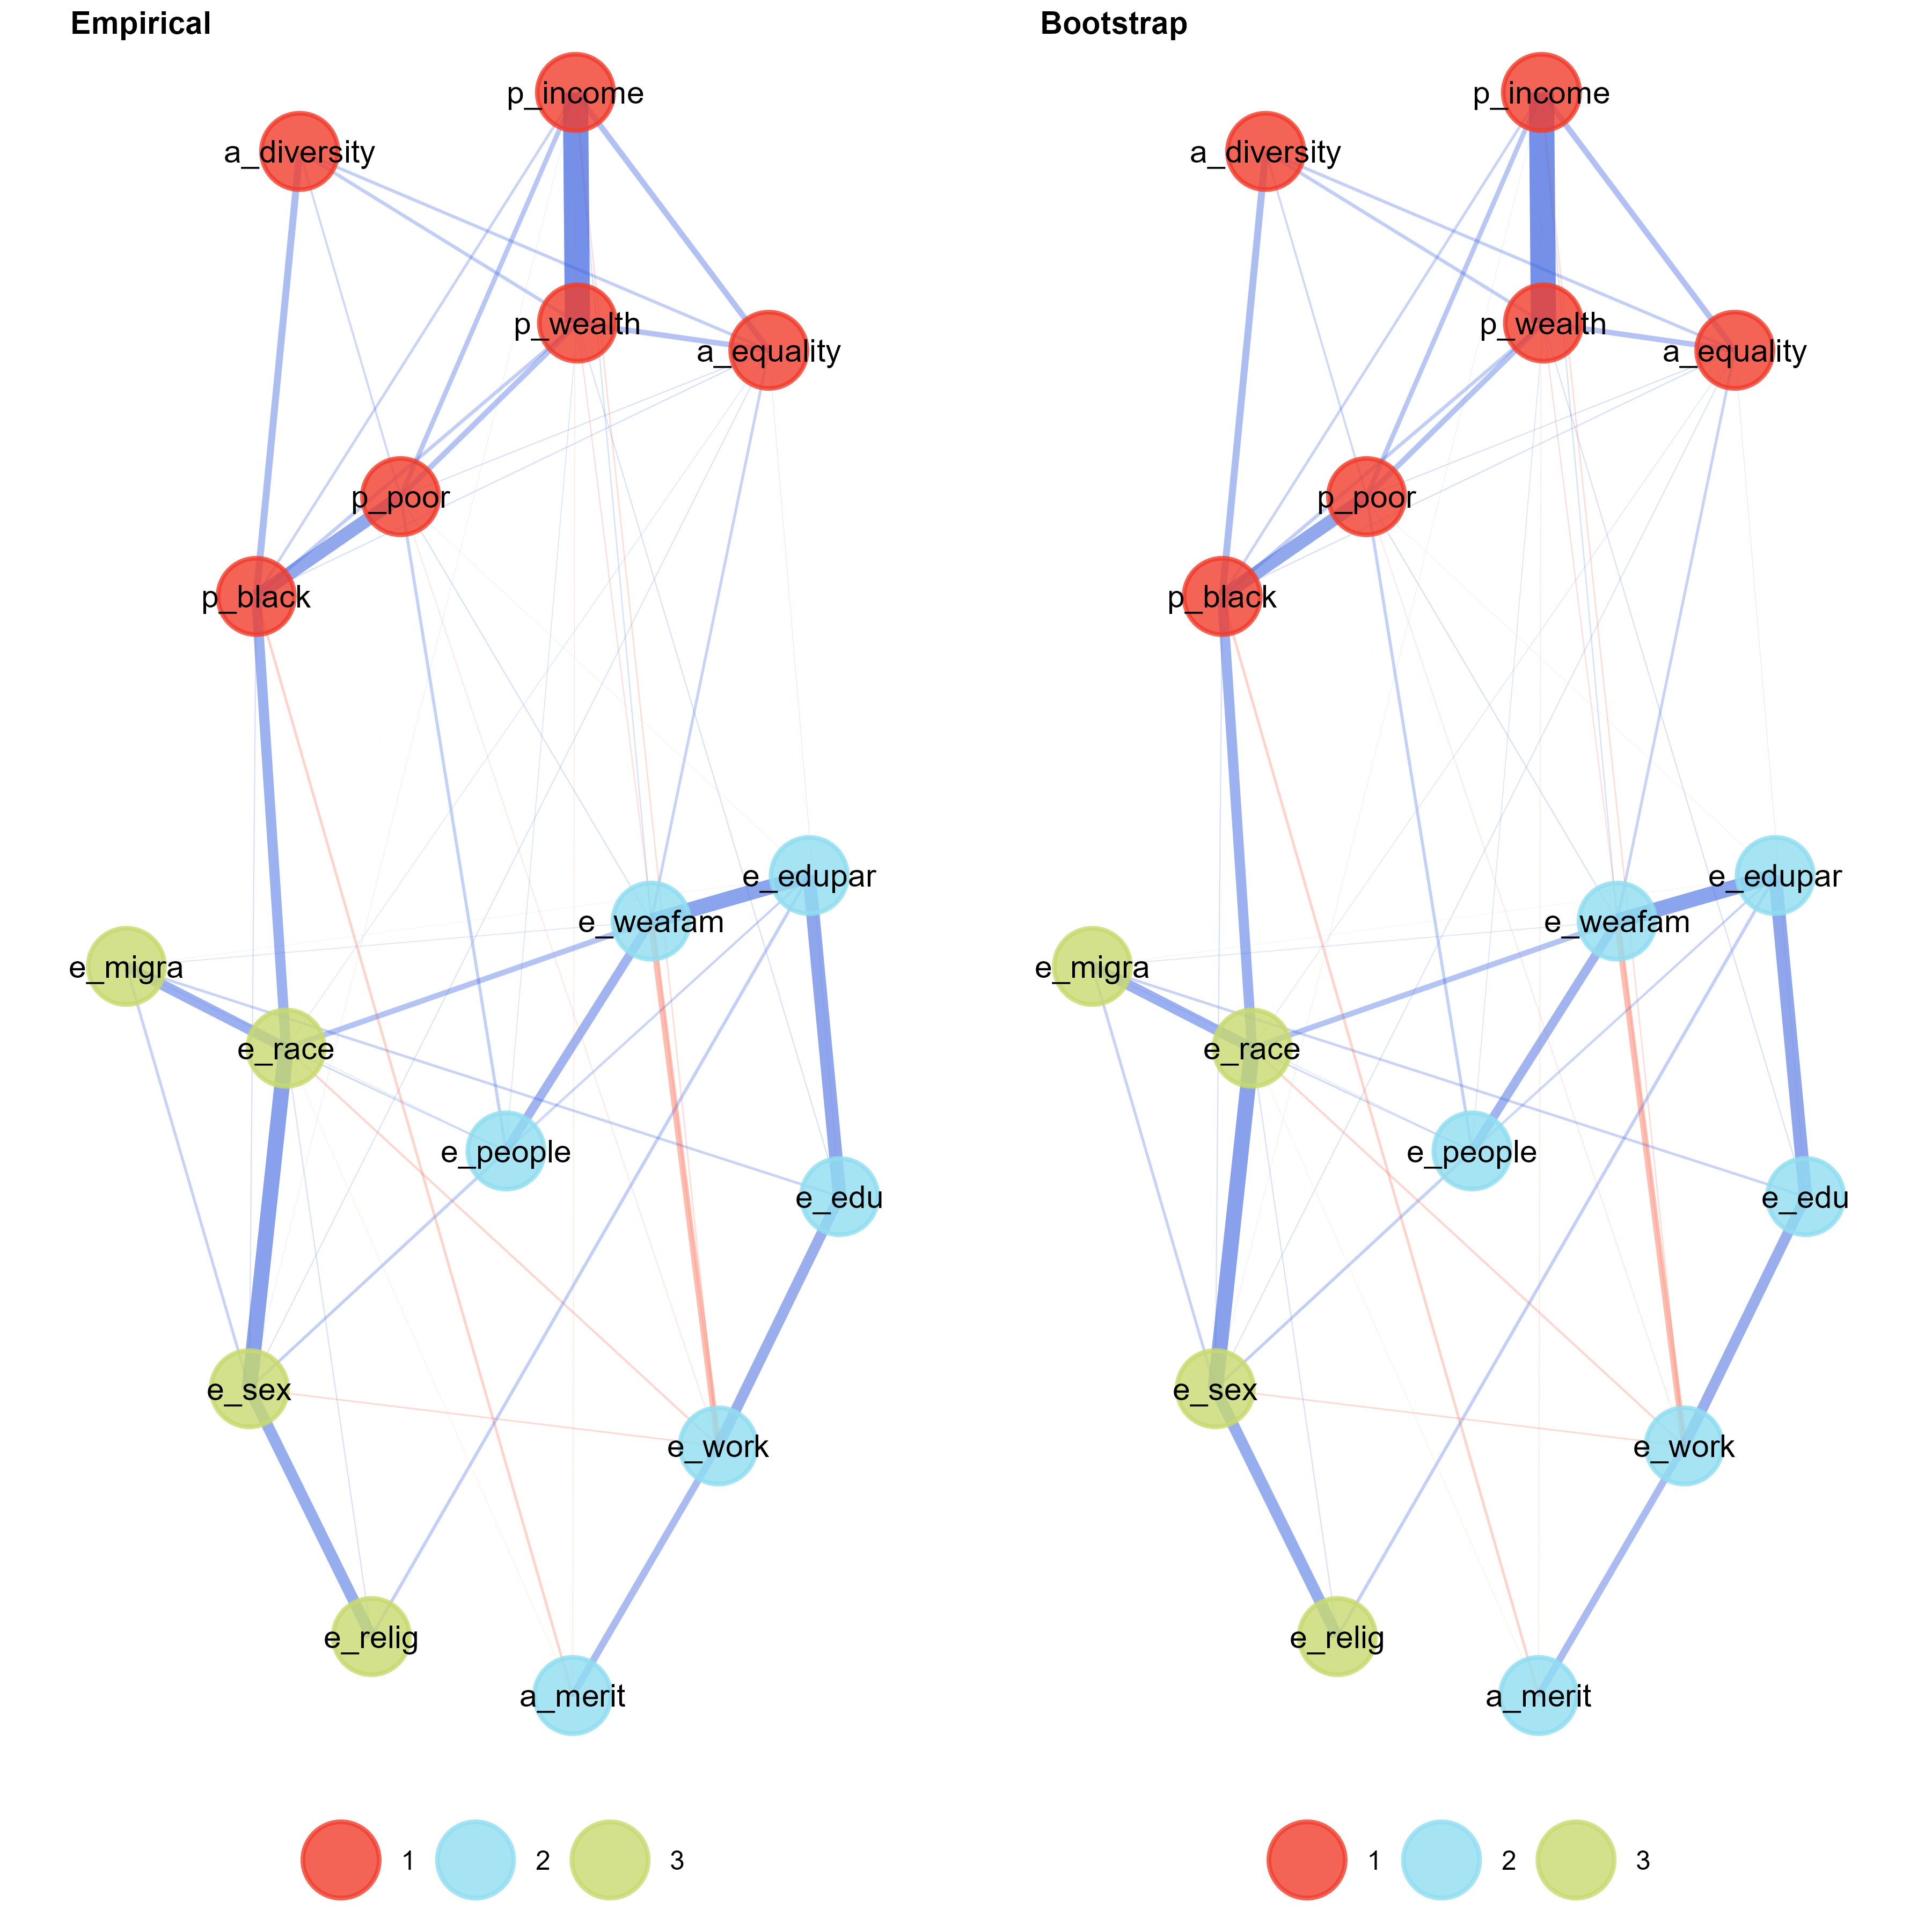 Empirical
p_income
a_diversity
p_wealth
a_equality
p_poor
p_black
e_edupar
e_weafam
e_migra
e_race
e_people
e_edu
e_sex
e_work
e_relig
a_merit
1 2 3
Bootstrap
p_income
a_diversity
p_wealth
a_equality
p_poor
p_black
e_edupar
e_weafam
e_migra
e_race
e_people
e_edu
e_sex
e_work
e_relig
a_merit
1 2 3